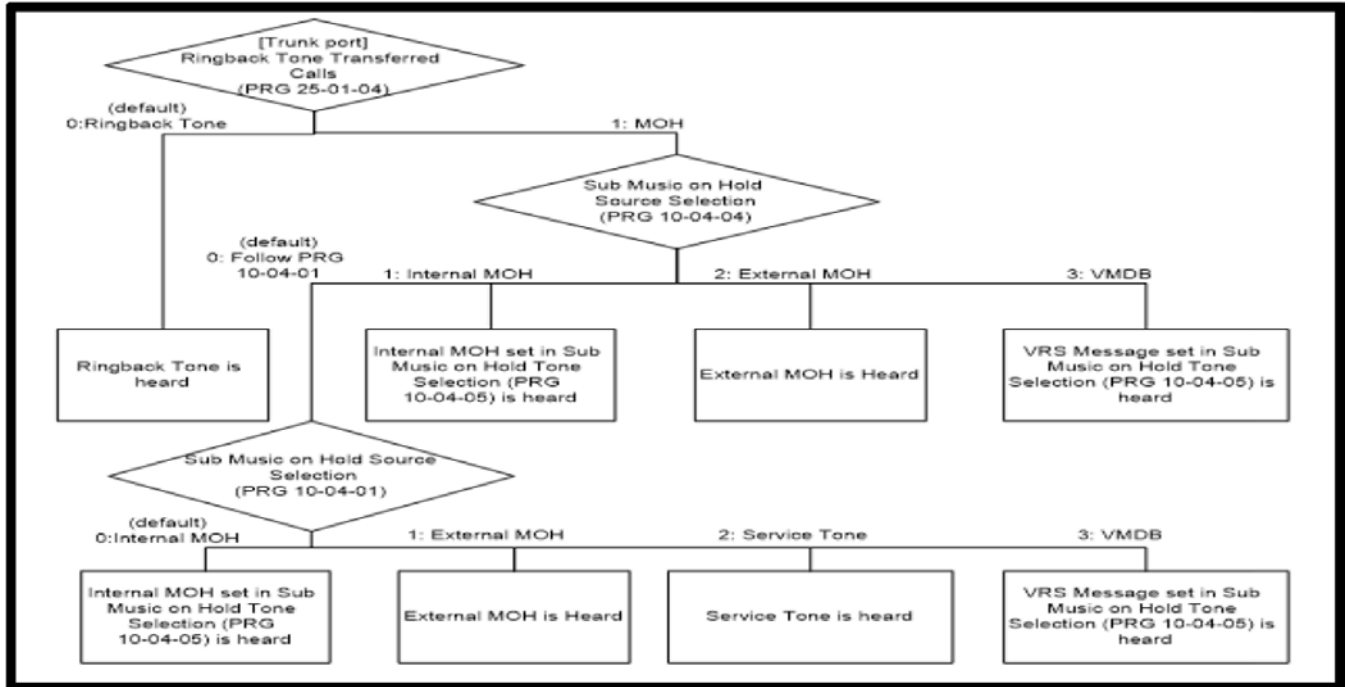 [Trunk port]
Ringback Tone Transferred
Calls
(PRG 25-01-04)
(default)
0:Ringback Tone
1: MOH
Sub Music on Hold
Source Selection
(PRG 10-04-04)
(default)
0: Follow PRG
10-04-01
1: Internal MOH
2: External MOH
3: VMDB
Ringback Tone is
heard
Internal MOH set in Sub
Music on Hold Tone
Selection (PRG
10-04-05) is heard
External MOH is Heard
VRS Message set in Sub
Music on Hold Tone
Selection (PRG 10-04-05) is
heard
Sub Music on Hold Source
Selection
(PRG 10-04-01)
(default)
0:Internal MOH
1: External MOH
2: Service Tone
3: VMDB
Internal MOH set in Sub
Music on Hold Tone
Selection (PRG
10-04-05) is heard
External MOH is Heard
Service Tone is heard
VRS Message set in Sub
Music on Hold Tone
Selection (PRG 10-04-05) is
heard